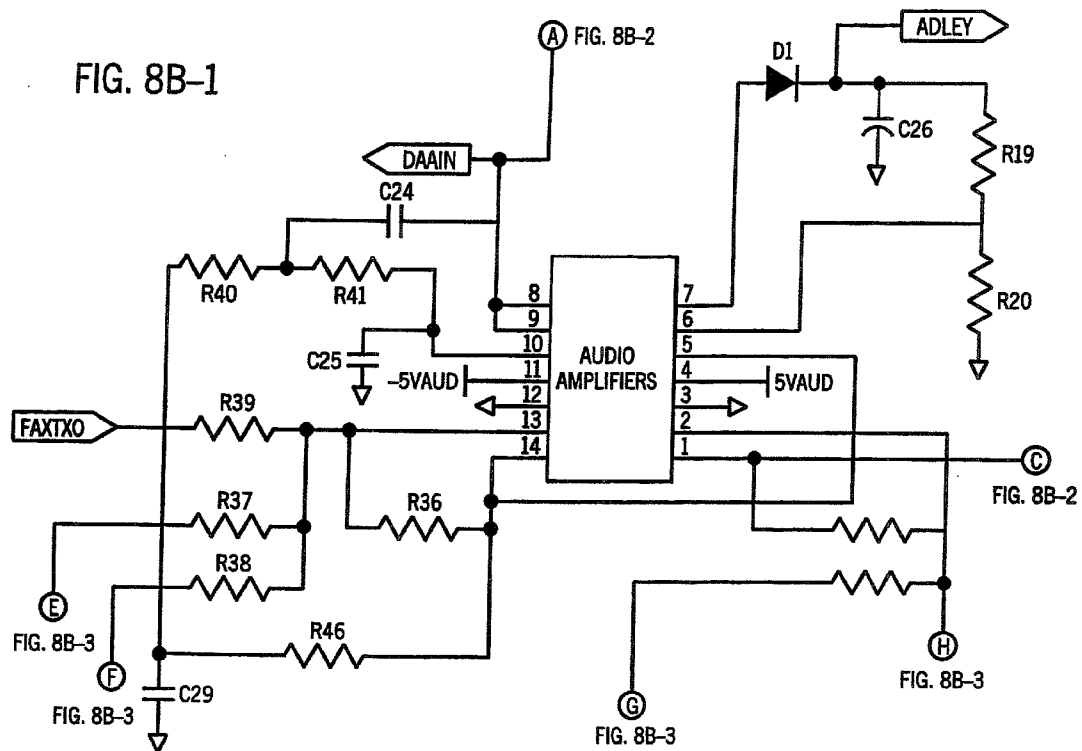 FIG. 8B–1
A FIG. 8B–2
ADLEY
D1
C26
R19
DAAIN
C24
R40
R41
R20
8
9
10
11
12
13
14
AUDIO
AMPLIFIERS
7
6
5
4
3
2
1
C25
–5VAUD
5VAUD
FAXTXO
R39
C
FIG. 8B–2
R37
R36
R38
E
FIG. 8B–3
R46
F
FIG. 8B–3
C29
G
FIG. 8B–3
H
FIG. 8B–3